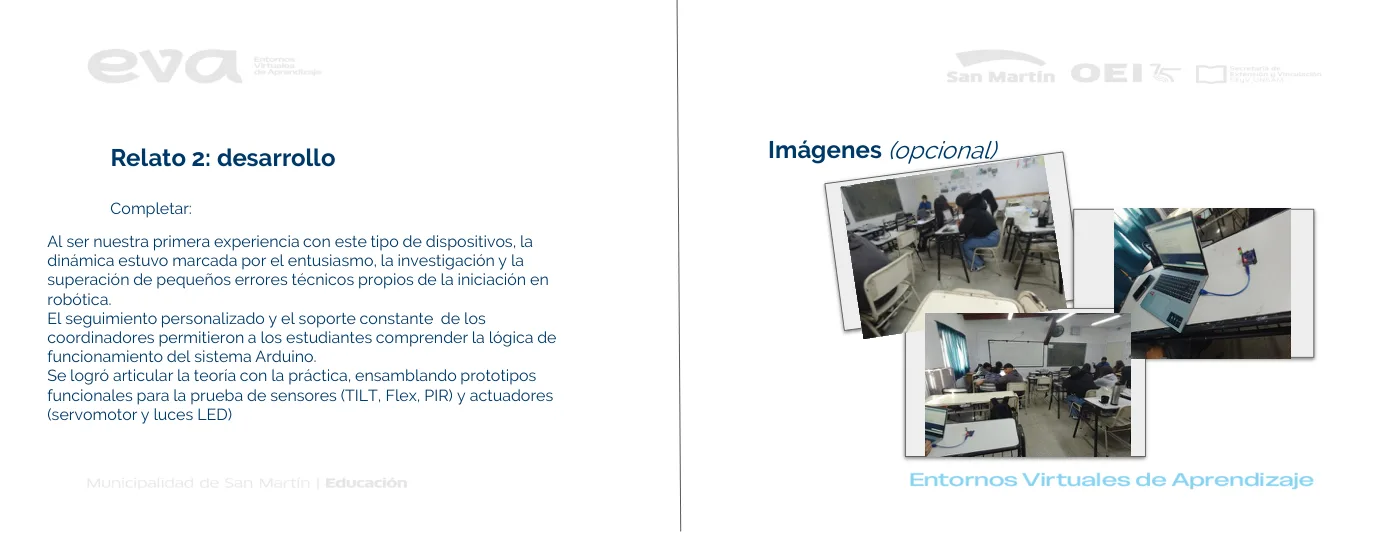 eva
Entornos
Virtuales
de Aprendizaje
Relato 2: desarrollo
Completar:
Al ser nuestra primera experiencia con este tipo de dispositivos, la
dinámica estuvo marcada por el entusiasmo, la investigación y la
superación de pequeños errores técnicos propios de la iniciación en
robótica.
El seguimiento personalizado y el soporte constante  de los
coordinadores permitieron a los estudiantes comprender la lógica de
funcionamiento del sistema Arduino.
Se logró articular la teoría con la práctica, ensamblando prototipos
funcionales para la prueba de sensores (TILT, Flex, PIR) y actuadores
(servomotor y luces LED)
Municipalidad de San Martín | Educación
San Martín
OEI 75
Secretaría de
Extensión y Vinculación
Imágenes (opcional)
Entornos Virtuales de Aprendizaje